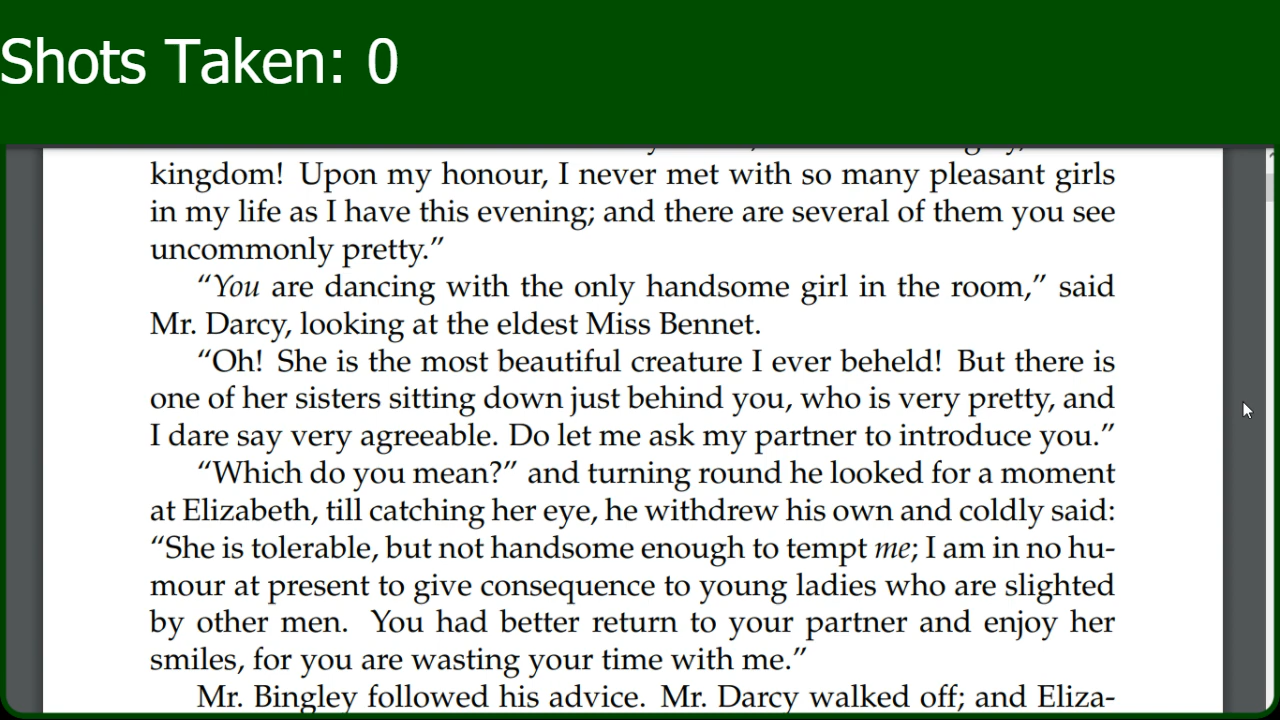 Shots Taken: 0
kingdom! Upon my honour, I never met with so many pleasant girls
in my life as I have this evening; and there are several of them you see
uncommonly pretty.”
“You are dancing with the only handsome girl in the room,” said
Mr. Darcy, looking at the eldest Miss Bennet.
“Oh! She is the most beautiful creature I ever beheld! But there is
one of her sisters sitting down just behind you, who is very pretty, and
I dare say very agreeable. Do let me ask my partner to introduce you.”
“Which do you mean?” and turning round he looked for a moment
at Elizabeth, till catching her eye, he withdrew his own and coldly said:
“She is tolerable, but not handsome enough to tempt me; I am in no hu-
mour at present to give consequence to young ladies who are slighted
by other men. You had better return to your partner and enjoy her
smiles, for you are wasting your time with me.”
Mr. Bingley followed his advice. Mr. Darcy walked off; and Eliza-